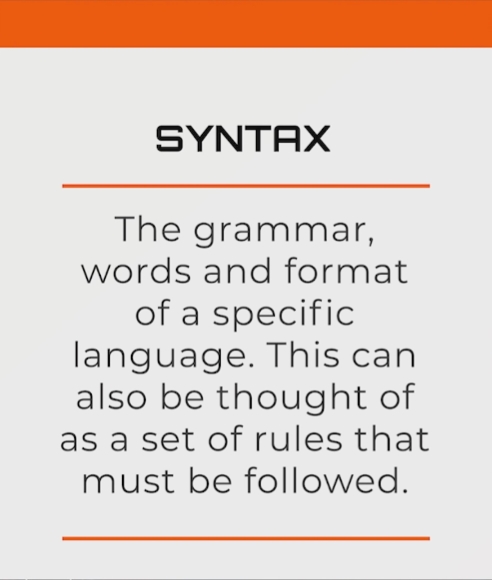 SYNTAX
The grammar,
words and format
of a specific
language. This can
also be thought of
as a set of rules that
must be followed.